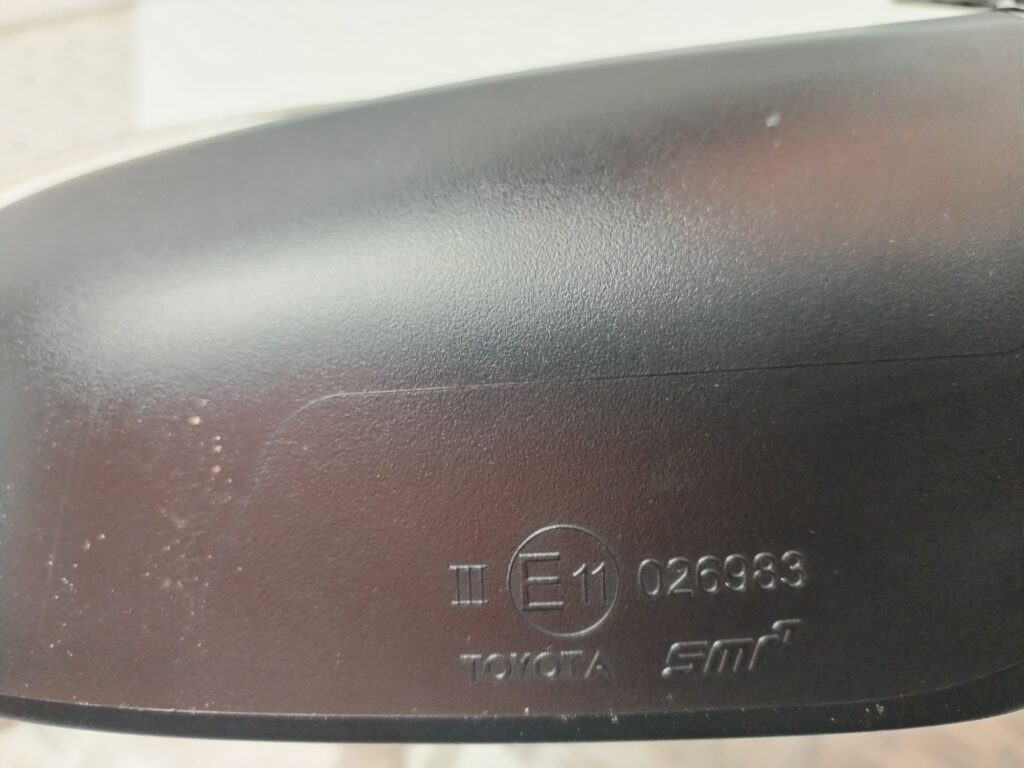 III E11 026983
TOYOTA smr